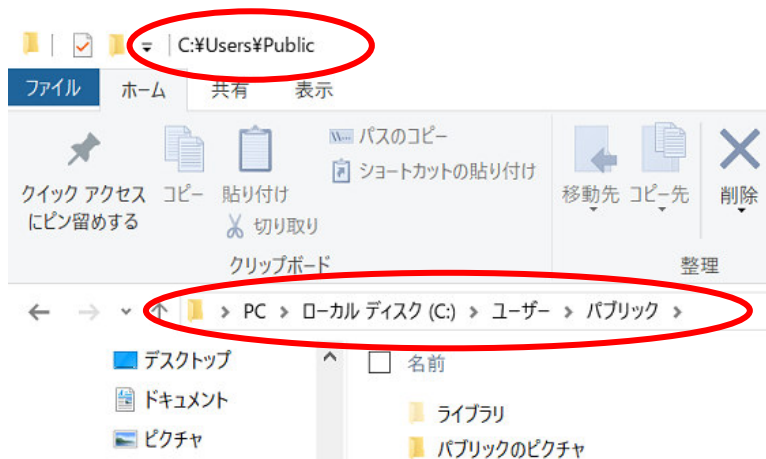 C:¥Users¥Public
ファイル ホーム 共有 表示
パスのコピー
ショートカットの貼り付け
クイック アクセス
にピン留めする
コピー
貼り付け
切り取り
移動先
コピー先
削除
クリップボード
整理
PC > ローカル ディスク (C:) > ユーザー > パブリック >
デスクトップ
ドキュメント
ピクチャ
名前
ライブラリ
パブリックのピクチャ